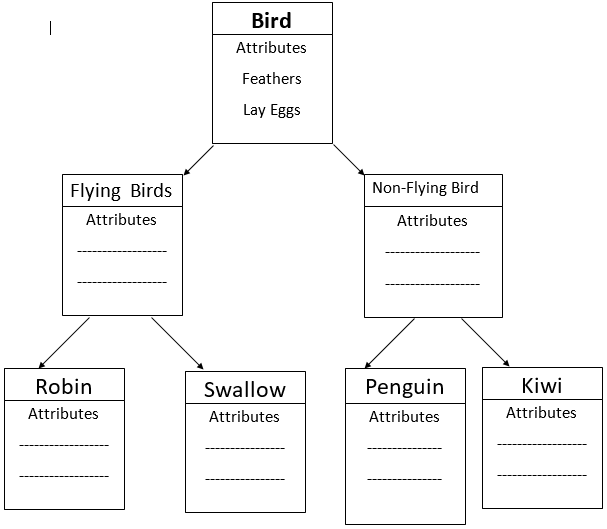 Bird
Attributes
Feathers
Lay Eggs
Flying Birds
Attributes
-------------------
-------------------
Non-Flying Bird
Attributes
--------------------
--------------------
Robin
Attributes
-------------------
-------------------
Swallow
Attributes
-----------------
-----------------
Penguin
Attributes
----------------
----------------
Kiwi
Attributes
-------------------
-------------------